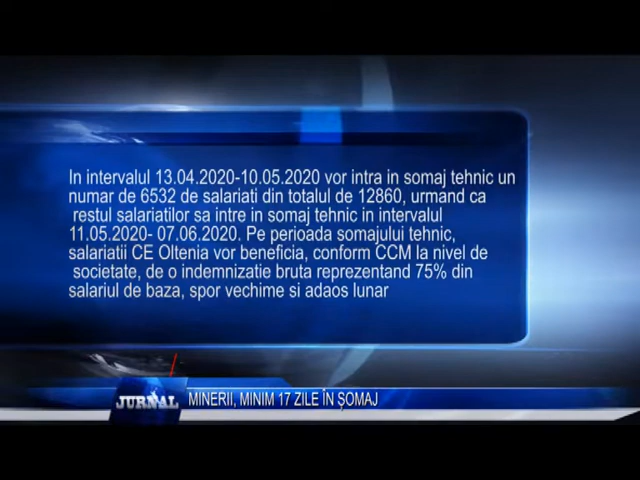 In intervalul 13.04.2020-10.05.2020 vor intra in somaj tehnic un
numar de 6532 de salariati din totalul de 12860, urmand ca
restul salariatilor sa intre in somaj tehnic in intervalul
11.05.2020- 07.06.2020. Pe perioada somajului tehnic,
salariatii CE Oltenia vor beneficia, conform CCM la nivel de
societate, de o indemnizatie bruta reprezentand 75% din
salariul de baza, spor vechime si adaos lunar
JURNAL
MINERII, MINIM 17 ZILE ÎN ŞOMAJ